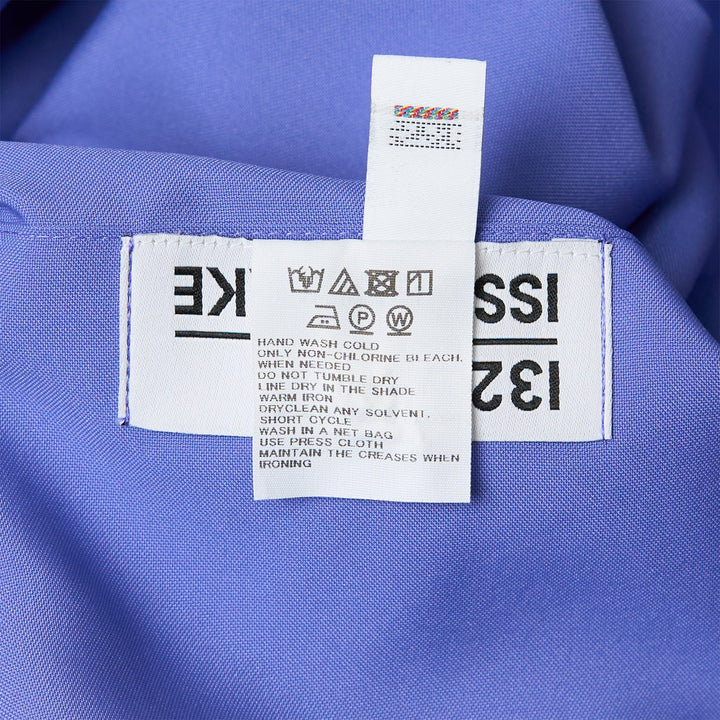 ISS
KE
132
HAND WASH COLD
ONLY NON-CHLORINE BLEACH.
WHEN NEEDED
DO NOT TUMBLE DRY
LINE DRY IN THE SHADE
WARM IRON
DRYCLEAN ANY SOLVENT.
SHORT CYCLE
WASH IN A NET BAG
USE PRESS CLOTH
MAINTAIN THE CREASES WHEN
IRONING
P
W